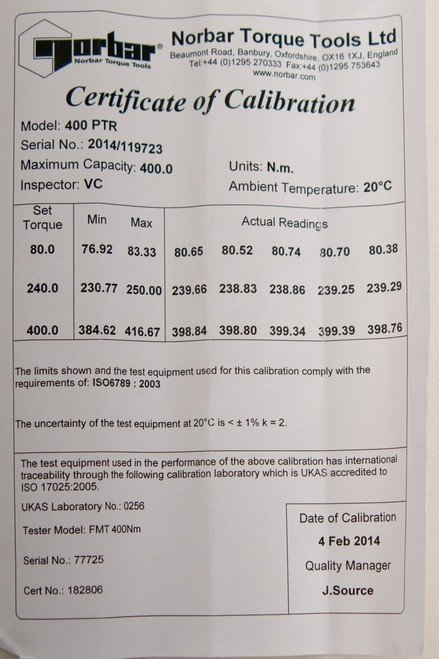 Norbar®
Norbar Torque Tools
Norbar Torque Tools Ltd
Beaumont Road, Banbury, Oxfordshire, OX16 1XJ, England
Tel:+44 (0)1295 270333 Fax:+44 (0)1295 753643
www.norbar.com
Certificate of Calibration
Model: 400 PTR
Serial No.: 2014/119723
Maximum Capacity: 400.0 Units: N.m.
Inspector: VC Ambient Temperature: 20°C
Set Torque Min Max Actual Readings
80.0 76.92 83.33 80.65 80.52 80.74 80.70 80.38
240.0 230.77 250.00 239.66 238.83 238.86 239.25 239.29
400.0 384.62 416.67 398.84 398.80 399.34 399.39 398.76
The limits shown and the test equipment used for this calibration comply with the
requirements of: ISO6789 : 2003
The uncertainty of the test equipment at 20°C is < ± 1% k = 2.
The test equipment used in the performance of the above calibration has international
traceability through the following calibration laboratory which is UKAS accredited to
ISO 17025:2005.
UKAS Laboratory No.: 0256
Tester Model: FMT 400Nm
Serial No.: 77725
Cert No.: 182806
Date of Calibration
4 Feb 2014
Quality Manager
J.Source